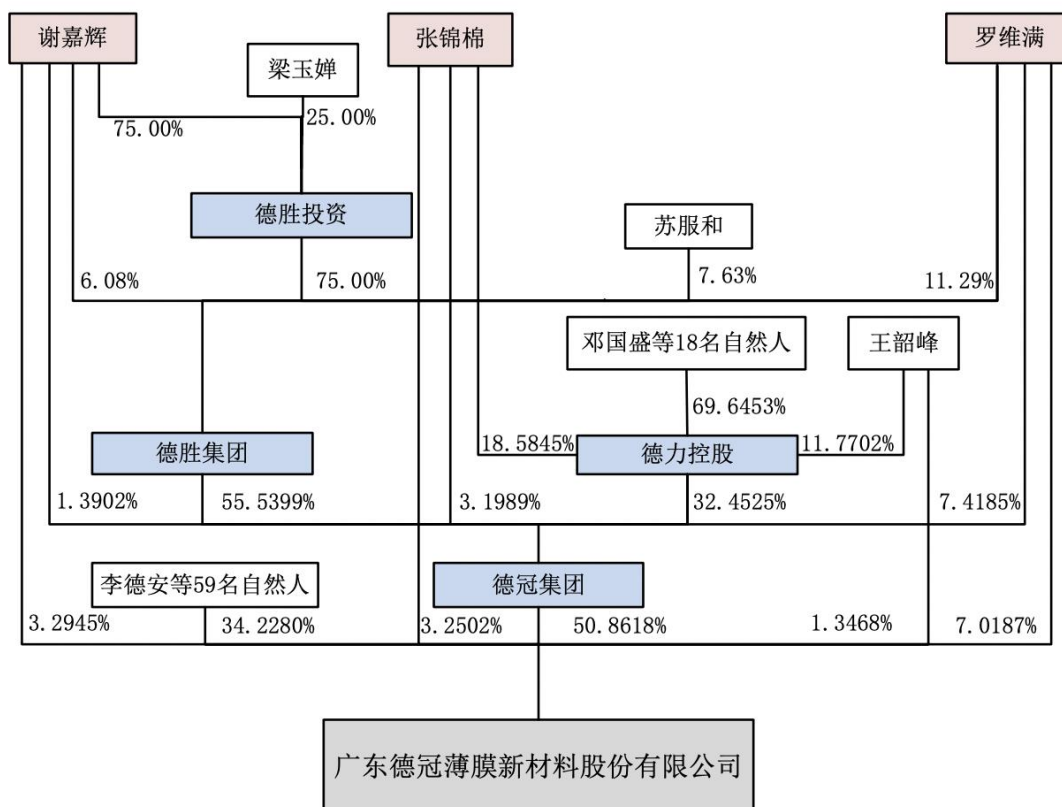 谢嘉辉
张锦棉
罗维满
梁玉婵
75.00%
25.00%
德胜投资
苏服和
6.08%
75.00%
7.63%
11.29%
邓国盛等18名自然人
王韶峰
69.6453%
德胜集团
18.5845%
德力控股
11.7702%
1.3902%
55.5399%
3.1989%
32.4525%
7.4185%
李德安等59名自然人
德冠集团
3.2945%
34.2280%
3.2502%
50.8618%
1.3468%
7.0187%
广东德冠薄膜新材料股份有限公司